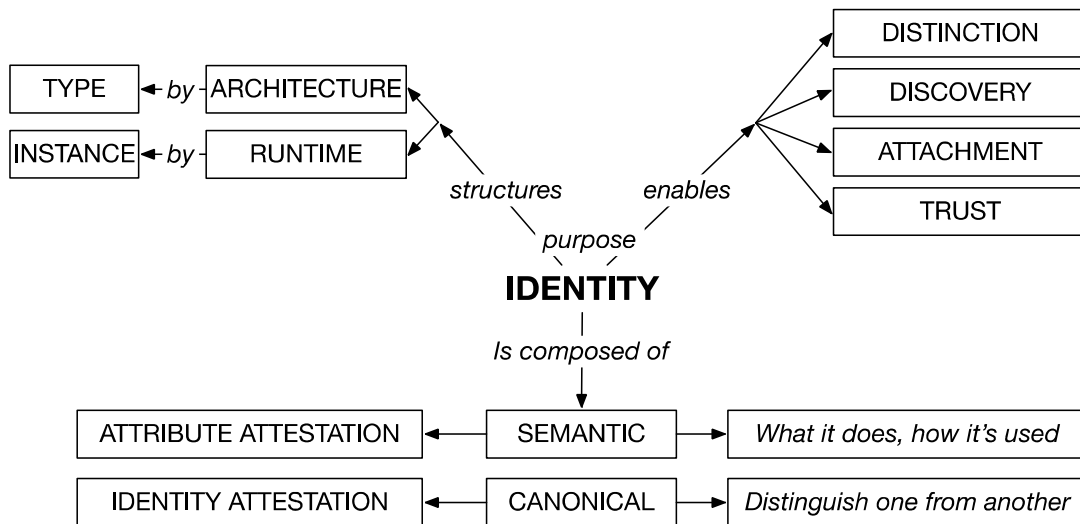 DISTINCTION
TYPE by ARCHITECTURE
DISCOVERY
INSTANCE by RUNTIME
ATTACHMENT
structures
enables
TRUST
purpose
IDENTITY
Is composed of
ATTRIBUTE ATTESTATION SEMANTIC What it does, how it's used
IDENTITY ATTESTATION CANONICAL Distinguish one from another